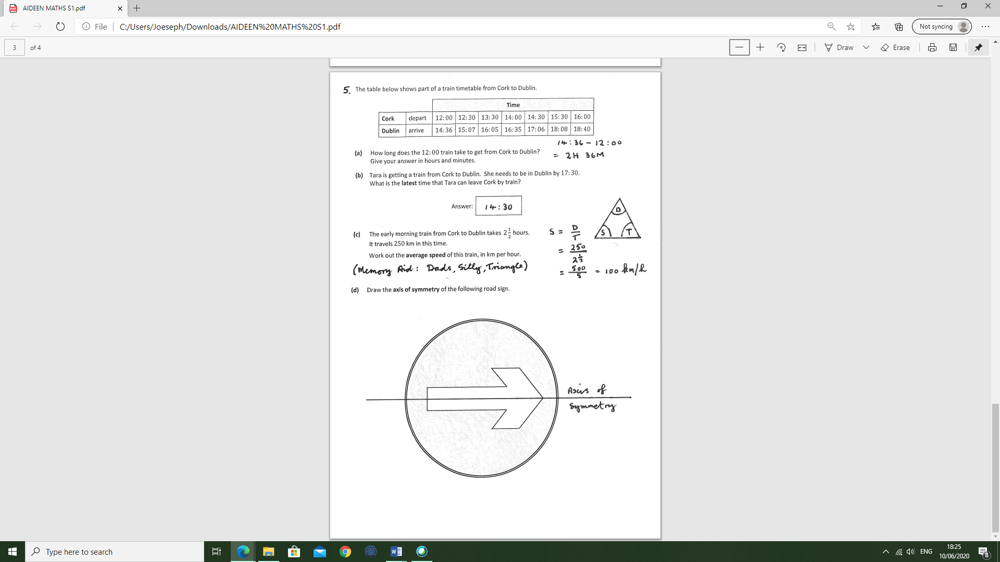 AIDEEN MATHS S1.pdf
File C:/Users/Joeseph/Downloads/AIDEEN%20MATHS%20S1.pdf
Not syncing
3 of 4
Draw
Erase
5. The table below shows part of a train timetable from Cork to Dublin.
Time
Cork depart 12:00 12:30 13:30 14:00 14:30 15:30 16:00
Dublin arrive 14:36 15:07 16:05 16:35 17:06 18:08 18:40
14:36 - 12:00
(a) How long does the 12:00 train take to get from Cork to Dublin?
= 2H 36M
Give your answer in hours and minutes.
(b) Tara is getting a train from Cork to Dublin. She needs to be in Dublin by 17:30.
What is the latest time that Tara can leave Cork by train?
Answer: 14:30
D
S T
(c) The early morning train from Cork to Dublin takes 2 1/2 hours.
S = D/T
It travels 250 km in this time.
= 250/2 1/2
Work out the average speed of this train, in km per hour.
(Memory Aid: Dads, Silly, Triangle)
= 500/5 = 100 km/h
(d) Draw the axis of symmetry of the following road sign.
Axis of
Symmetry
Type here to search
ENG
18:25
10/06/2020
8